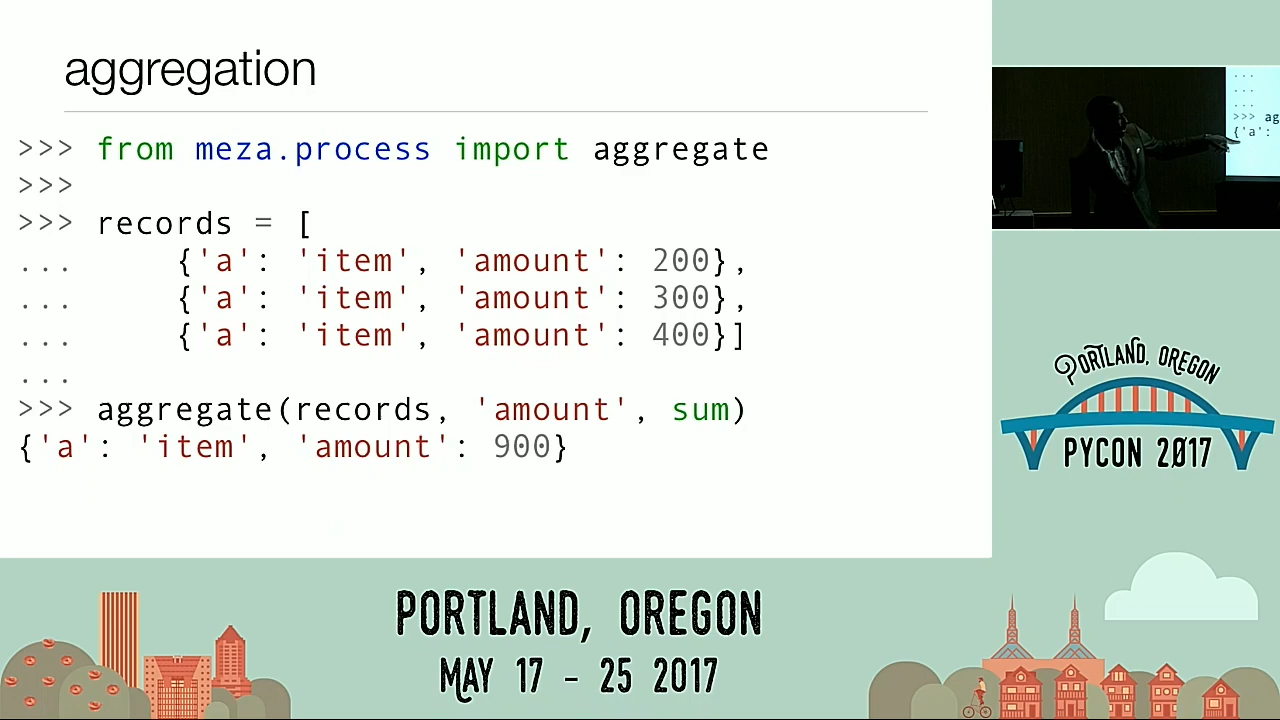 aggregation
>>> from meza.process import aggregate
>>>
>>> records = [
...     {'a': 'item', 'amount': 200},
...     {'a': 'item', 'amount': 300},
...     {'a': 'item', 'amount': 400}]
...
>>> aggregate(records, 'amount', sum)
{'a': 'item', 'amount': 900}
...
...
...
>>> ag
{'a':
PORTLAND, OREGON
PYCON 2017
PORTLAND, OREGON
MAY 17 - 25 2017